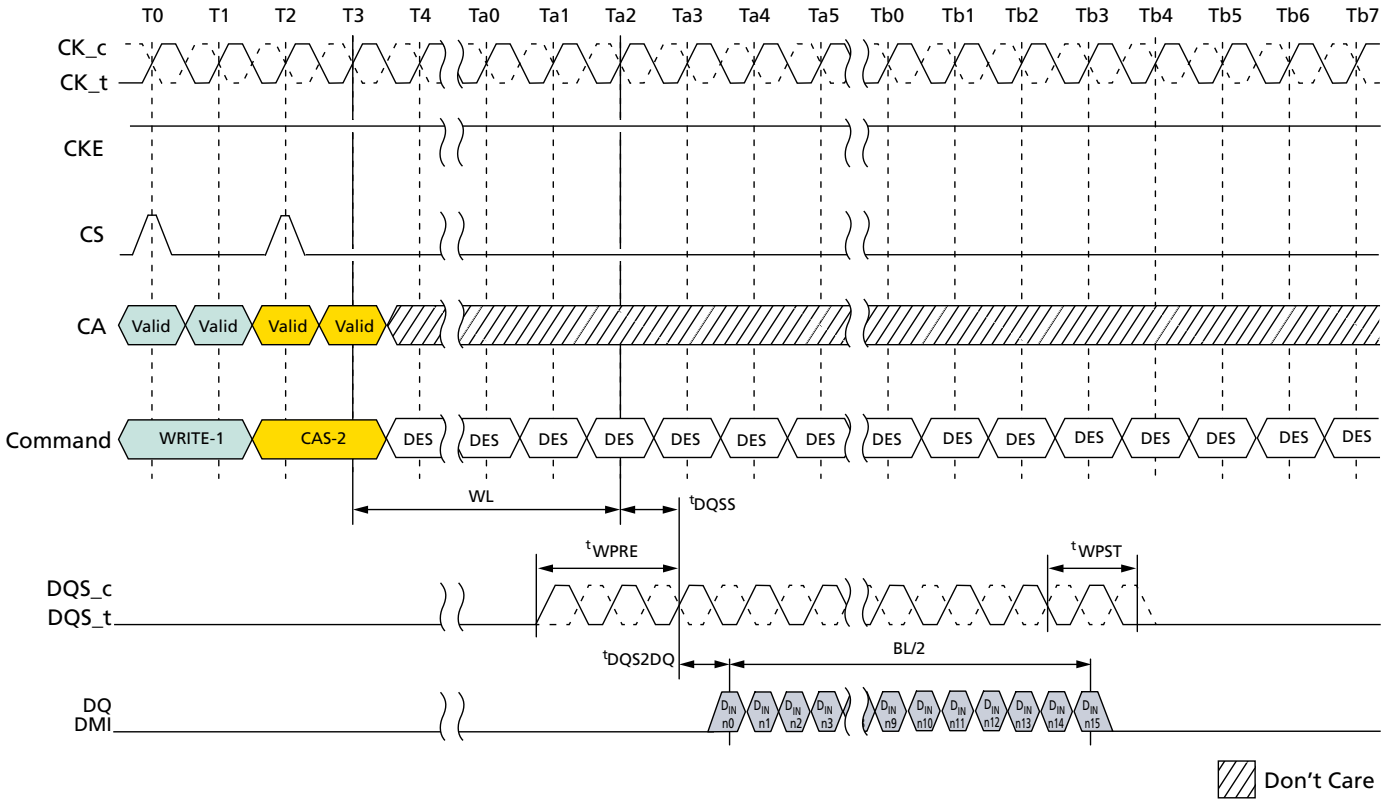 T0 T1 T2 T3 T4 Ta0 Ta1 Ta2 Ta3 Ta4 Ta5 Tb0 Tb1 Tb2 Tb3 Tb4 Tb5 Tb6 Tb7
CK_c
CK_t
CKE
CS
CA Valid Valid Valid Valid
Command WRITE-1 CAS-2 DES DES DES DES DES DES DES DES DES DES DES DES DES DES DES
WL tDQSS
tWPRE tWPST
DQS_c
DQS_t
tDQS2DQ BL/2
DQ DIN DIN DIN DIN DIN DIN DIN DIN DIN DIN DIN
DMI n0 n1 n2 n3 n9 n10 n11 n12 n13 n14 n15
Don't Care